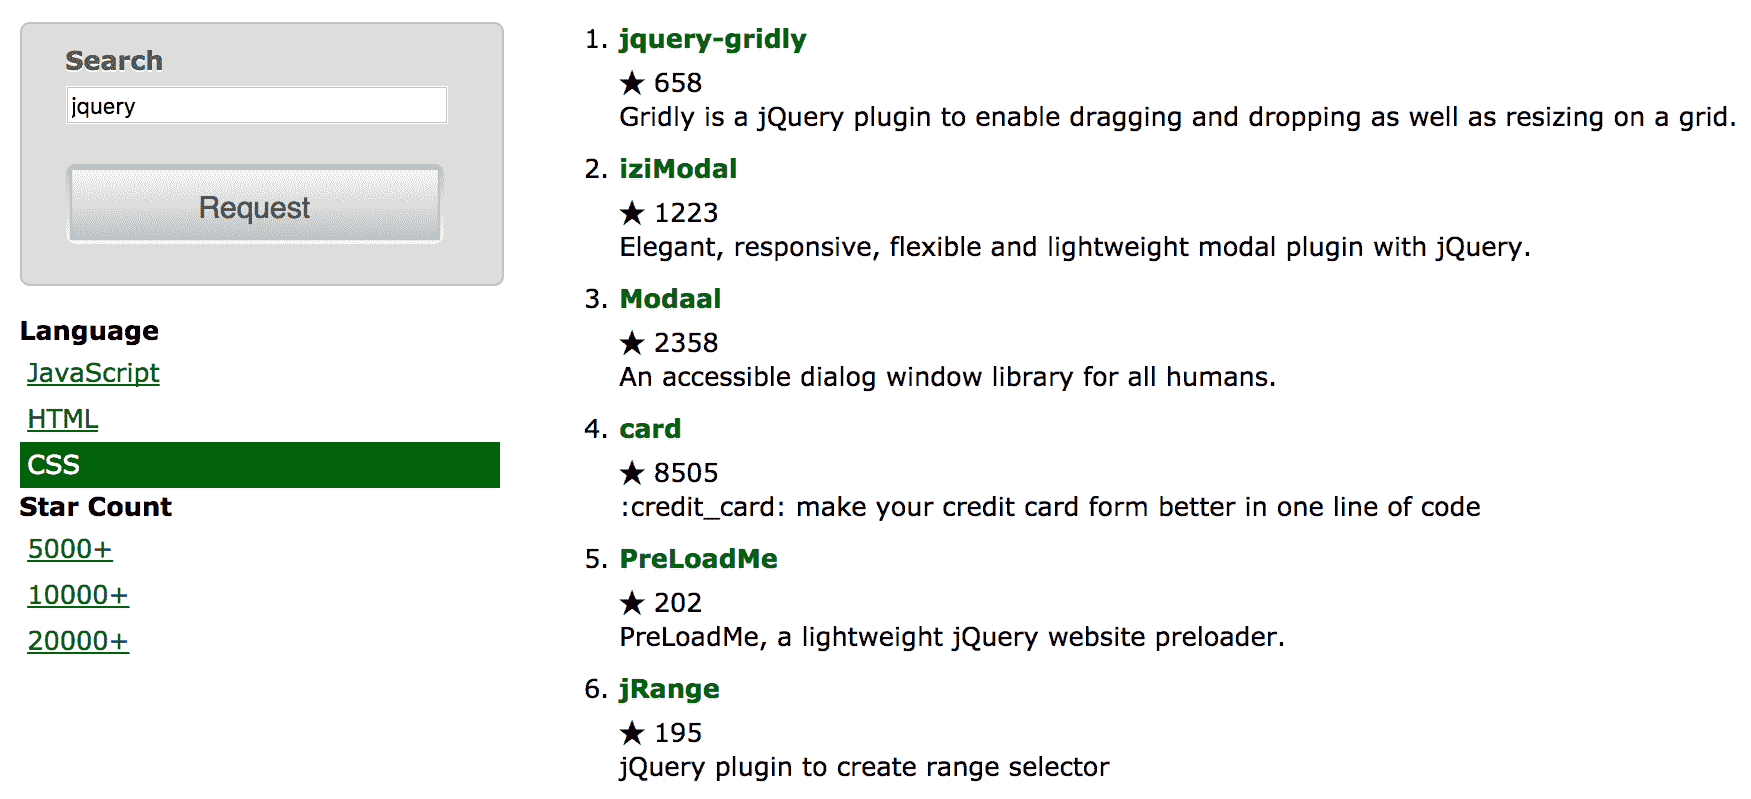 Search
jquery
Request
Language
JavaScript
HTML
CSS
Star Count
5000+
10000+
20000+
1. jquery-gridly
★ 658
Gridly is a jQuery plugin to enable dragging and dropping as well as resizing on a grid.
2. iziModal
★ 1223
Elegant, responsive, flexible and lightweight modal plugin with jQuery.
3. Modaal
★ 2358
An accessible dialog window library for all humans.
4. card
★ 8505
:credit_card: make your credit card form better in one line of code
5. PreLoadMe
★ 202
PreLoadMe, a lightweight jQuery website preloader.
6. jRange
★ 195
jQuery plugin to create range selector